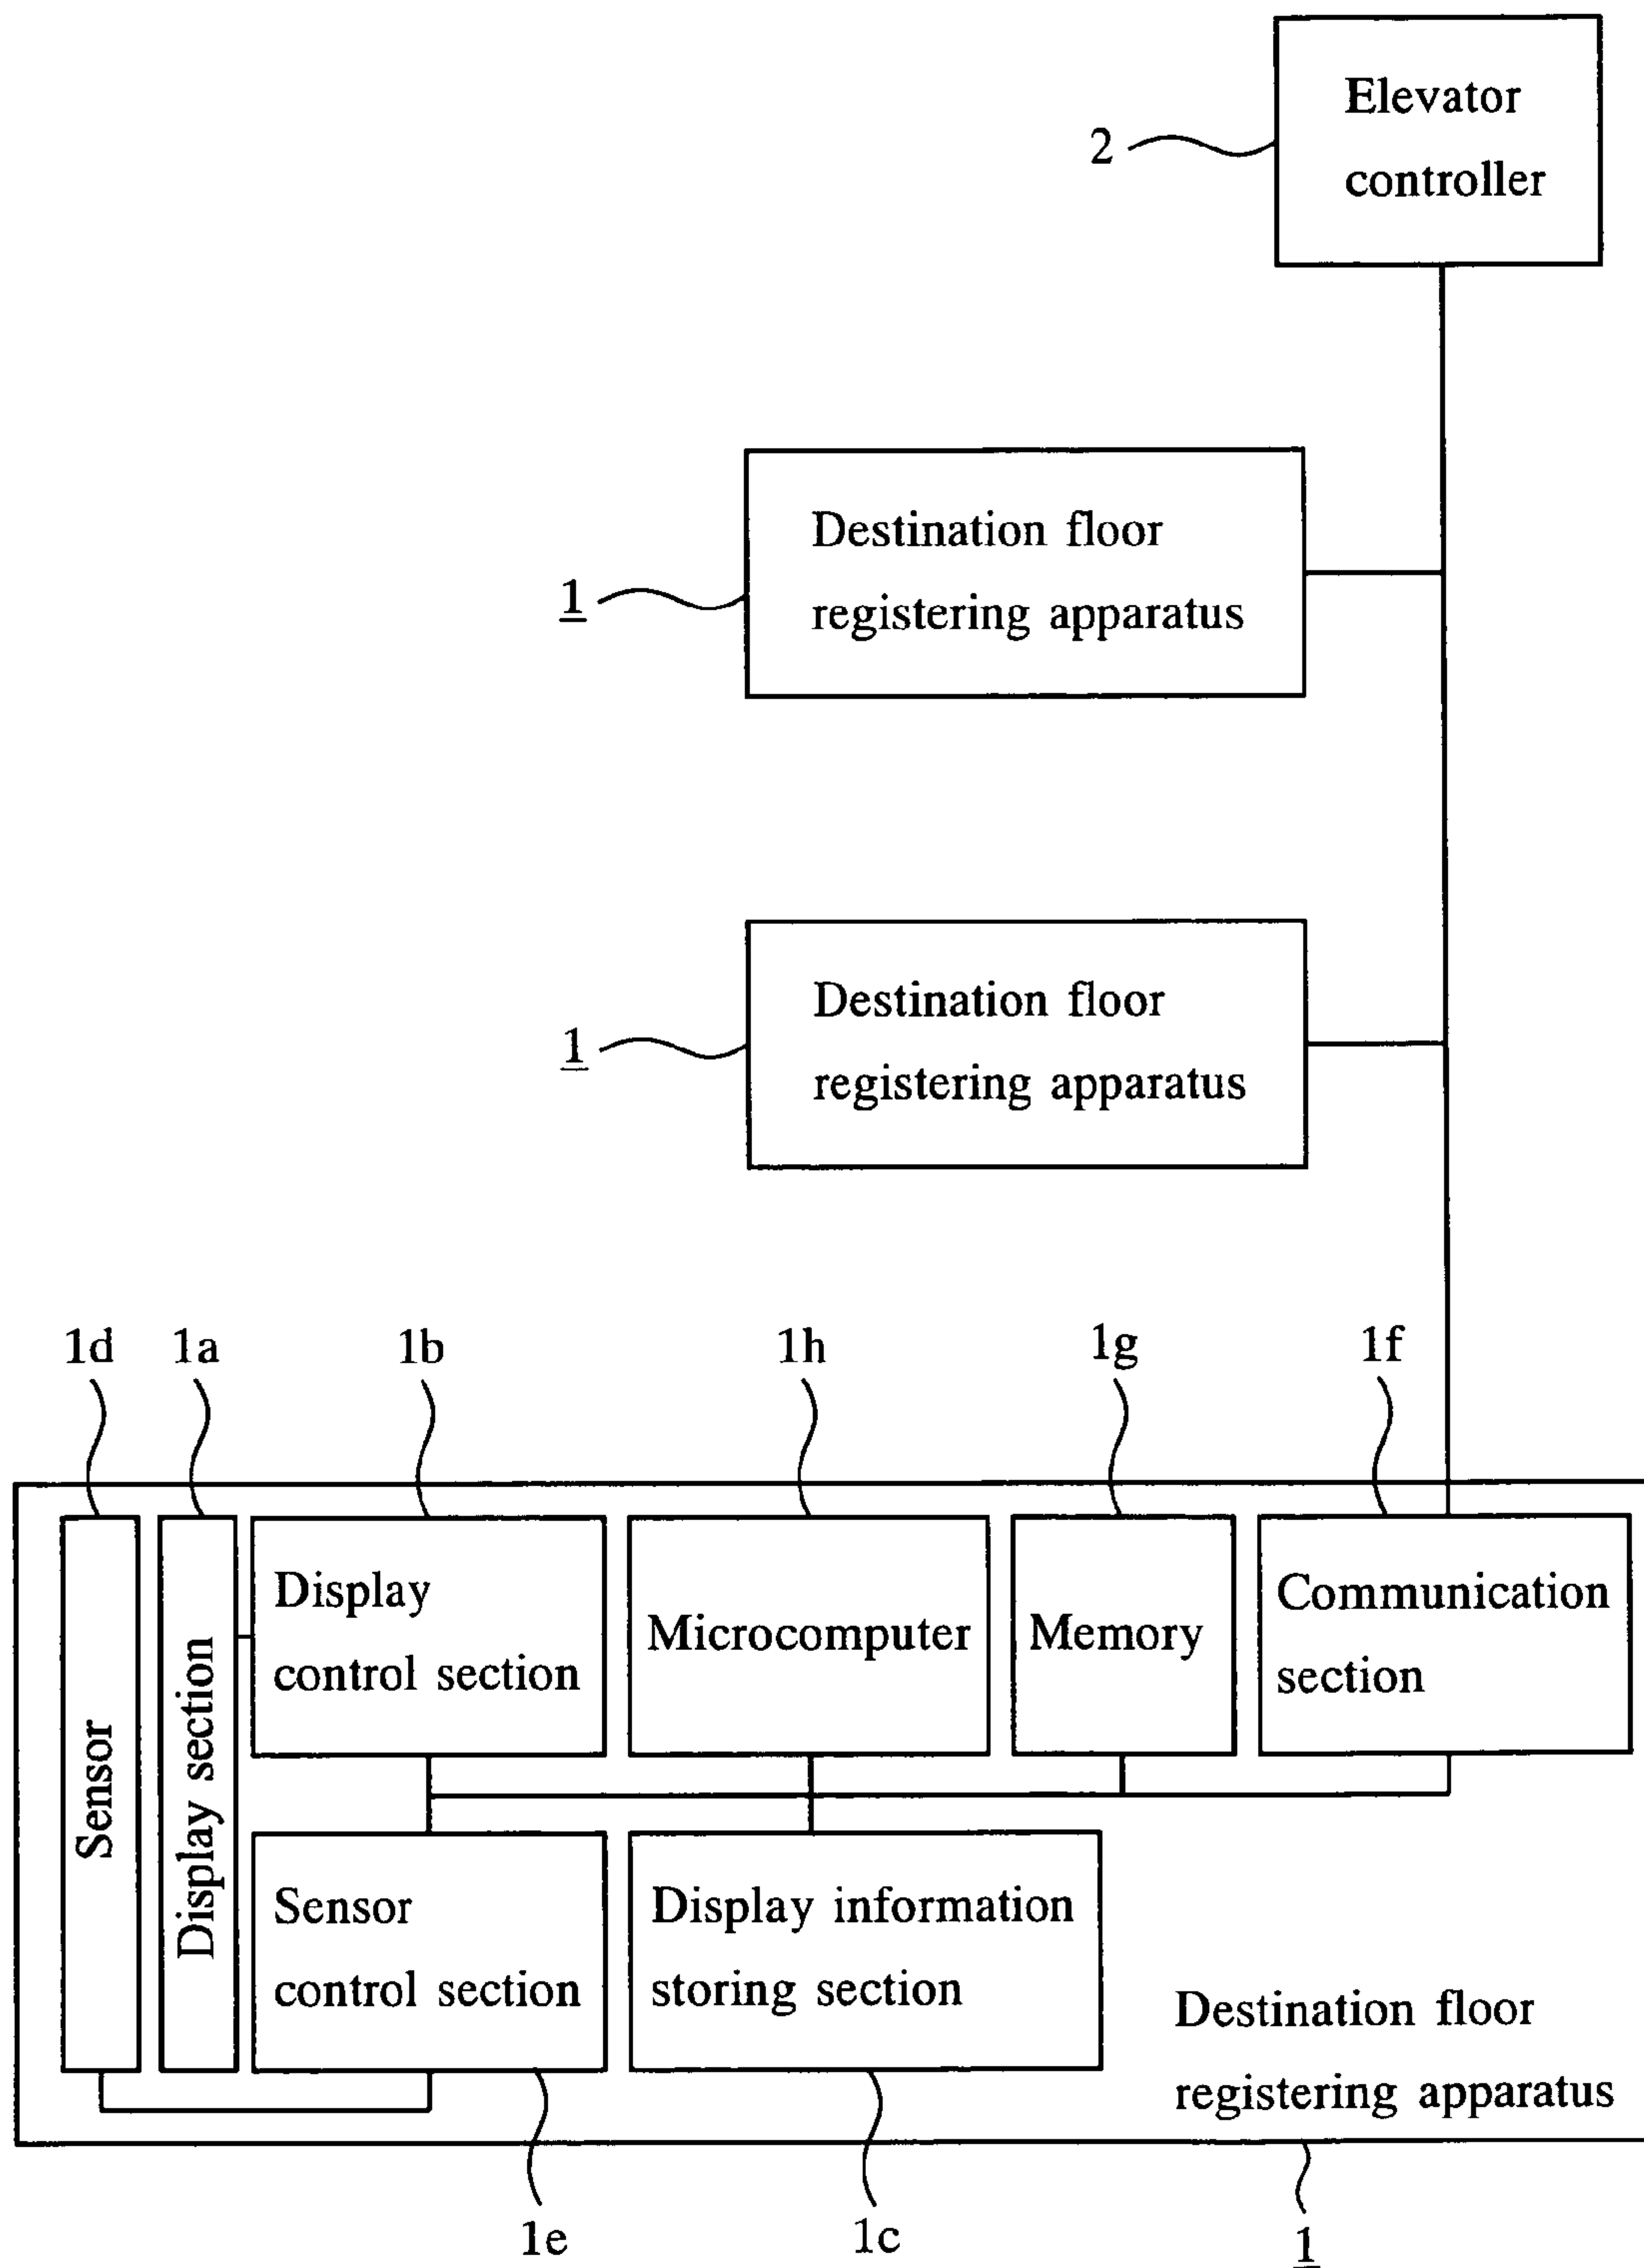 Elevator
controller
2
Destination floor
registering apparatus
1
Destination floor
registering apparatus
1
1d 1a 1b 1h 1g 1f
Sensor
Display section
Display
control section
Microcomputer
Memory
Communication
section
Sensor
control section
Display information
storing section
Destination floor
registering apparatus
1e 1c 1